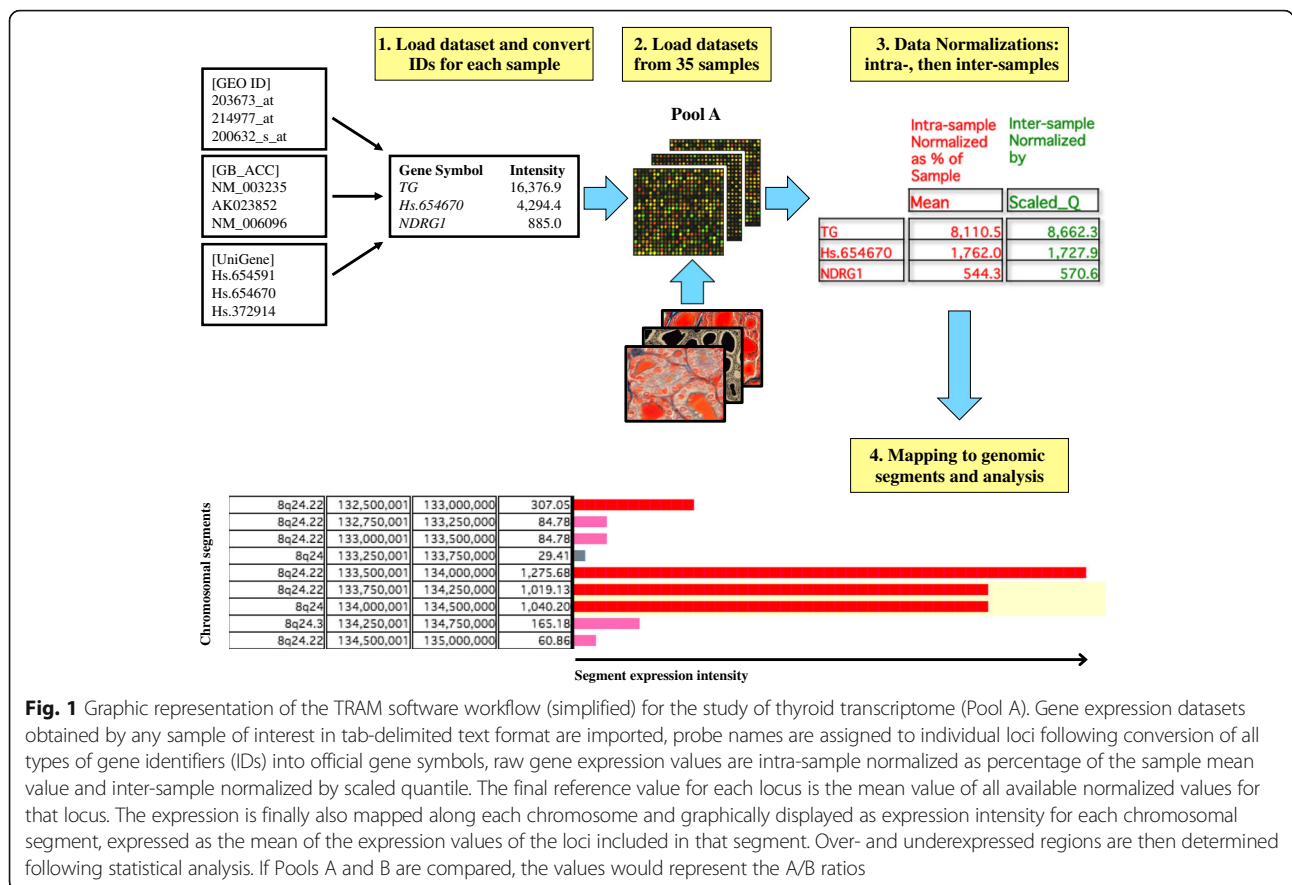 1. Load dataset and convert
IDs for each sample
2. Load datasets
from 35 samples
3. Data Normalizations:
intra-, then inter-samples
[GEO ID]
203673_at
214977_at
200632_s_at
[GB_ACC]
NM_003235
AK023852
NM_006096
[UniGene]
Hs.654591
Hs.654670
Hs.372914
Gene Symbol Intensity
TG 16,376.9
Hs.654670 4,294.4
NDRG1 885.0
Pool A
Intra-sample
Normalized
as % of
Sample
Inter-sample
Normalized
by
Mean Scaled_Q
TG 8,110.5 8,662.3
Hs.654670 1,762.0 1,727.9
NDRG1 544.3 570.6
4. Mapping to genomic
segments and analysis
Chromosomal segments
8q24.22 132,500,001 133,000,000 307.05
8q24.22 132,750,001 133,250,000 84.78
8q24.22 133,000,001 133,500,000 84.78
8q24 133,250,001 133,750,000 29.41
8q24.22 133,500,001 134,000,000 1,275.68
8q24.22 133,750,001 134,250,000 1,019.13
8q24 134,000,001 134,500,000 1,040.20
8q24.3 134,250,001 134,750,000 165.18
8q24.22 134,500,001 135,000,000 60.86
Segment expression intensity
Fig. 1 Graphic representation of the TRAM software workflow (simplified) for the study of thyroid transcriptome (Pool A). Gene expression datasets
obtained by any sample of interest in tab-delimited text format are imported, probe names are assigned to individual loci following conversion of all
types of gene identifiers (IDs) into official gene symbols, raw gene expression values are intra-sample normalized as percentage of the sample mean
value and inter-sample normalized by scaled quantile. The final reference value for each locus is the mean value of all available normalized values for
that locus. The expression is finally also mapped along each chromosome and graphically displayed as expression intensity for each chromosomal
segment, expressed as the mean of the expression values of the loci included in that segment. Over- and underexpressed regions are then determined
following statistical analysis. If Pools A and B are compared, the values would represent the A/B ratios